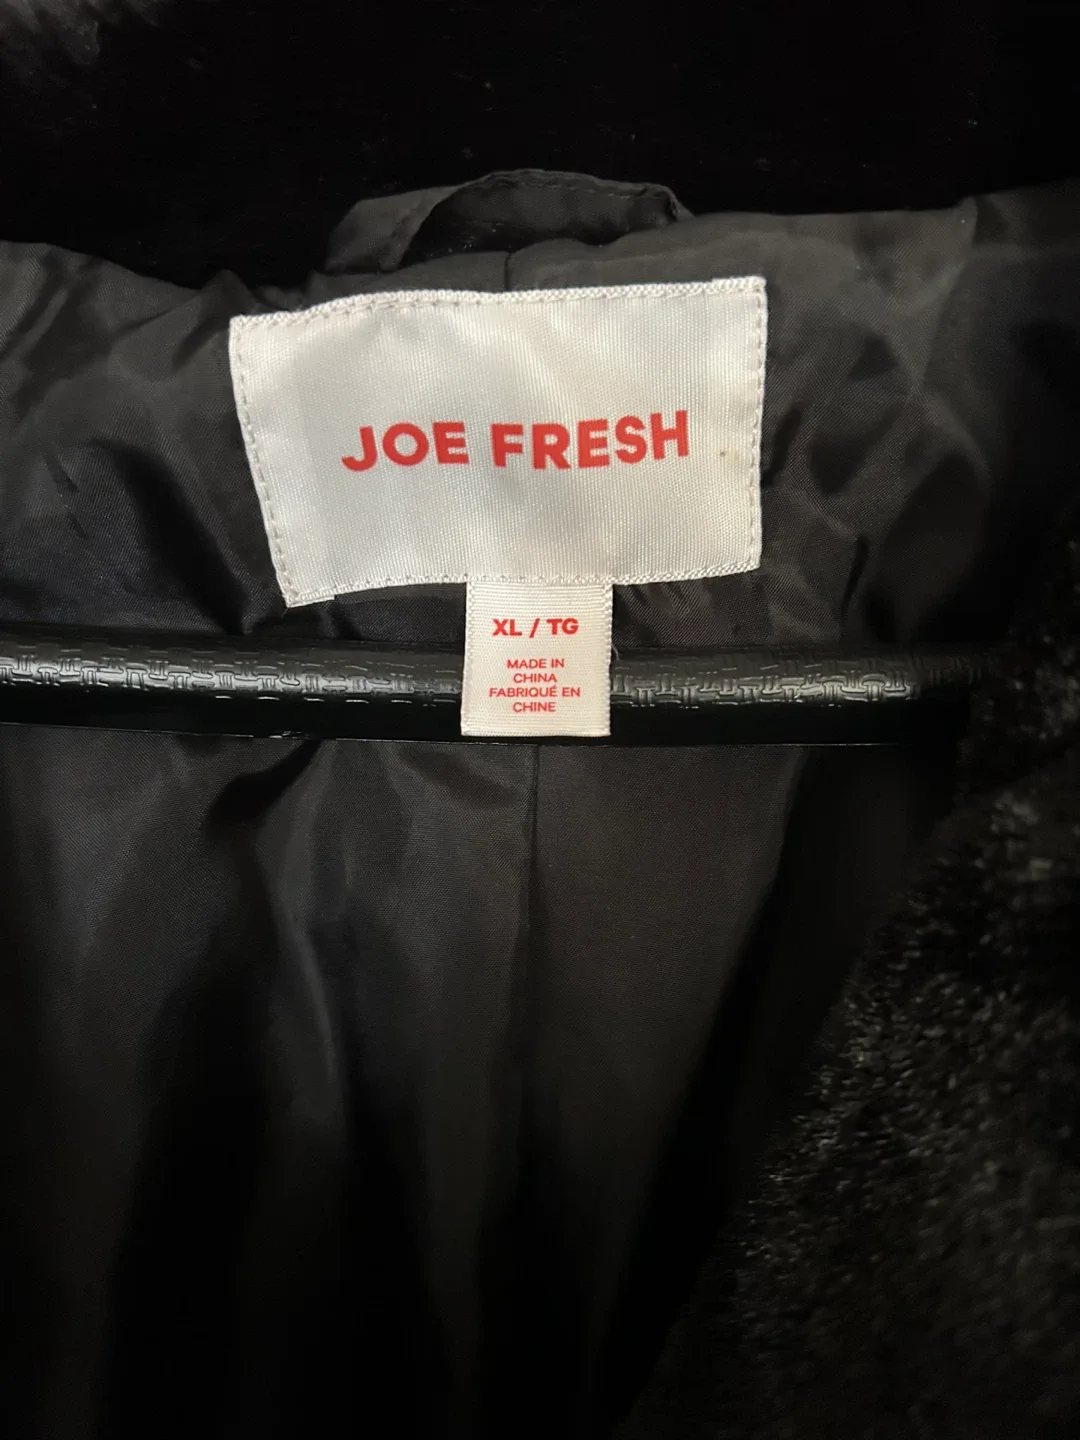 JOE FRESH
XL / TG
MADE IN
CHINA
FABRIQUÉ EN
CHINE